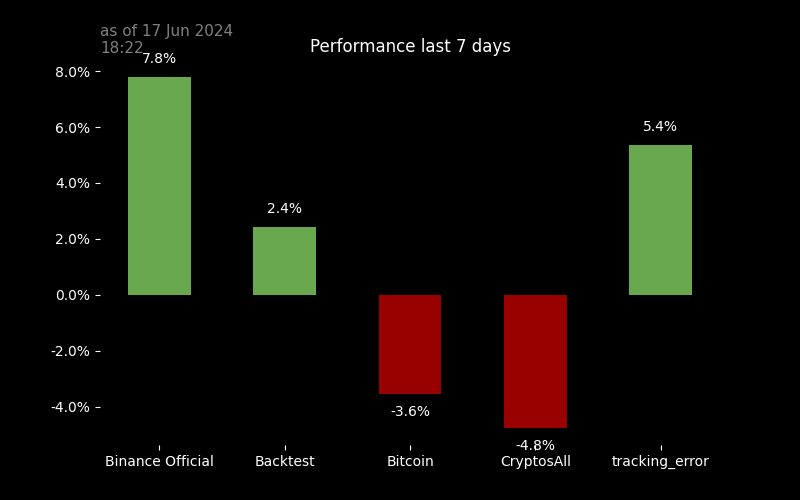 as of 17 Jun 2024
18:22
Performance last 7 days
7.8%
8.0%
6.0%
5.4%
4.0%
2.4%
2.0%
0.0%
-2.0%
-4.0%
-3.6%
-4.8%
Binance Official
Backtest
Bitcoin
CryptosAll
tracking_error